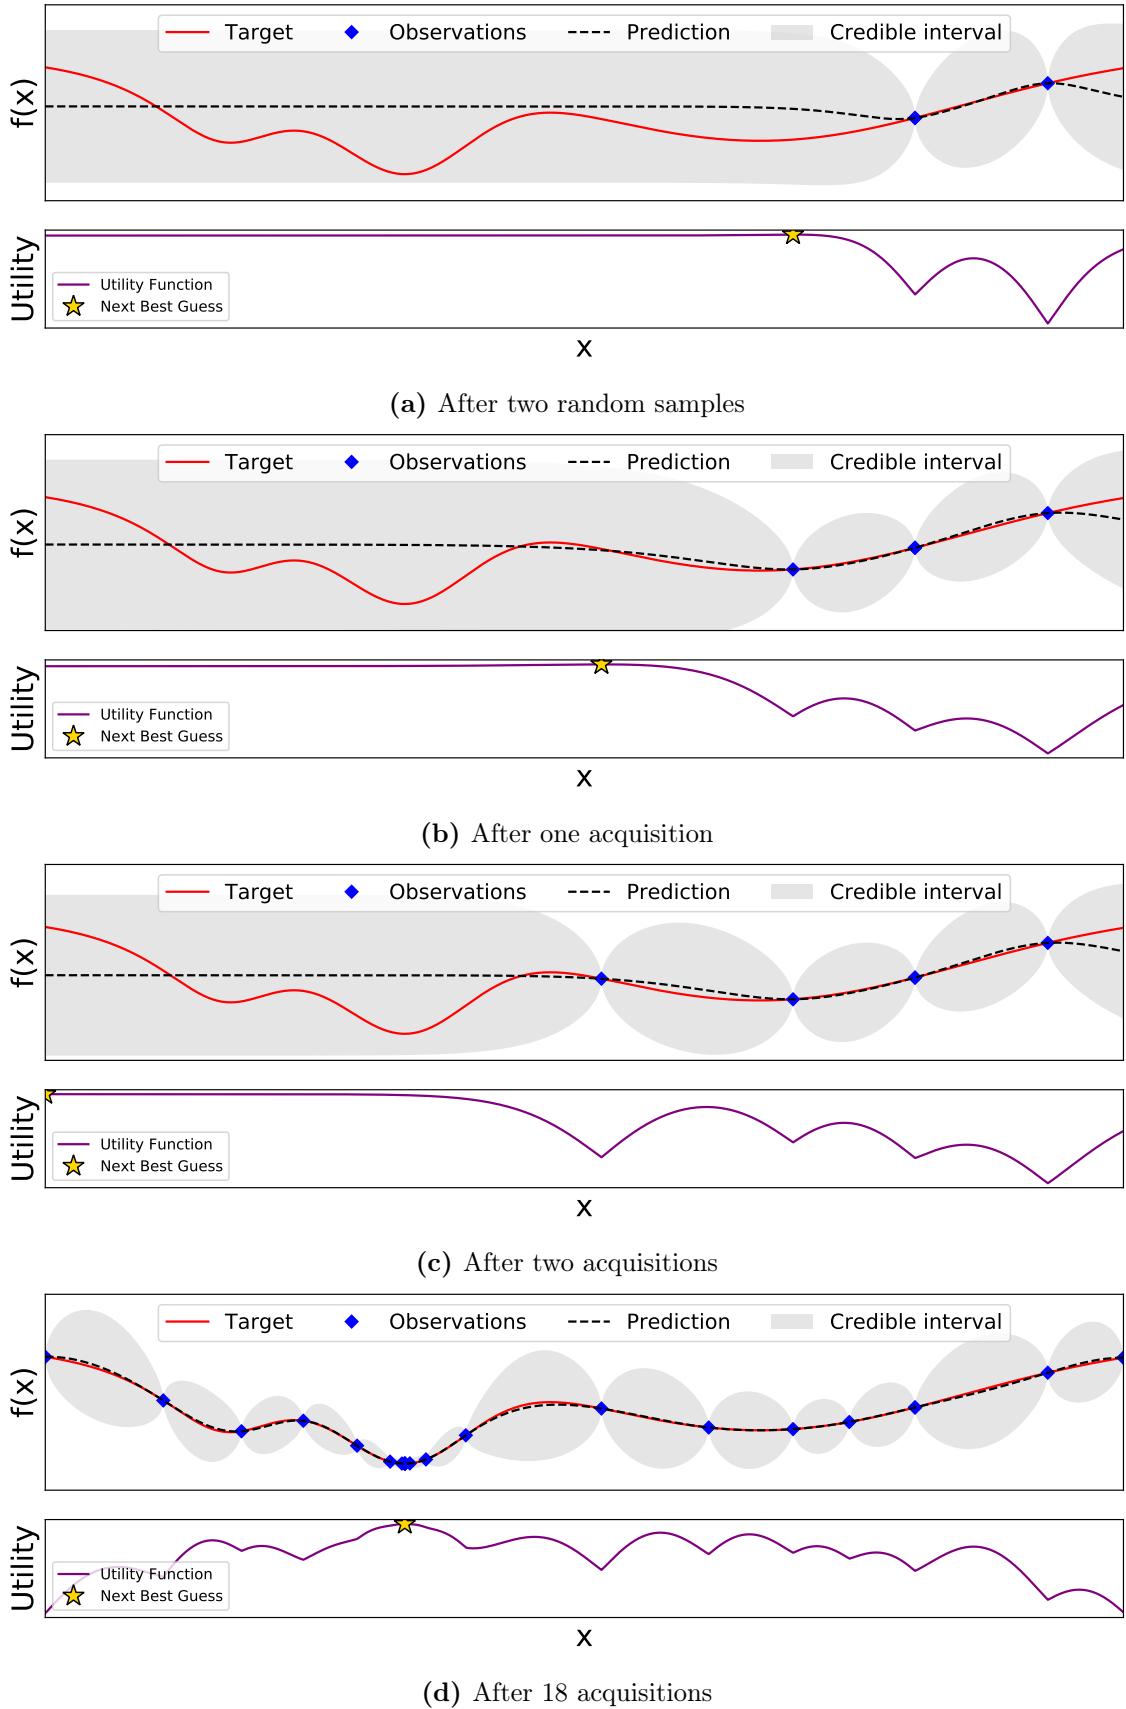 Target Observations Prediction Credible interval
f(x)
Utility
Utility Function
Next Best Guess
x
(a) After two random samples
Target Observations Prediction Credible interval
f(x)
Utility
Utility Function
Next Best Guess
x
(b) After one acquisition
Target Observations Prediction Credible interval
f(x)
Utility
Utility Function
Next Best Guess
x
(c) After two acquisitions
Target Observations Prediction Credible interval
f(x)
Utility
Utility Function
Next Best Guess
x
(d) After 18 acquisitions